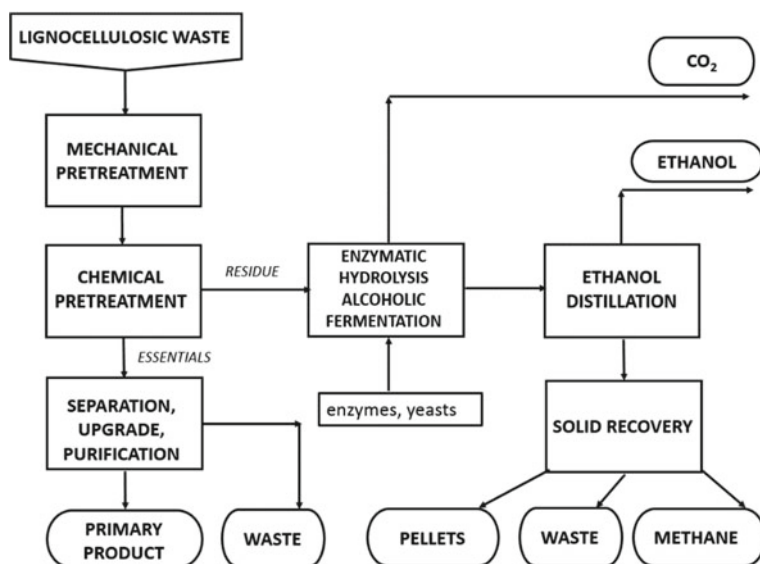 LIGNOCELLULOSIC WASTE
CO₂
MECHANICAL
PRETREATMENT
ETHANOL
CHEMICAL
PRETREATMENT
RESIDUE
ENZYMATIC
HYDROLYSIS
ALCOHOLIC
FERMENTATION
ETHANOL
DISTILLATION
ESSENTIALS
SEPARATION,
UPGRADE,
PURIFICATION
enzymes, yeasts
SOLID RECOVERY
PRIMARY
PRODUCT
WASTE
PELLETS
WASTE
METHANE